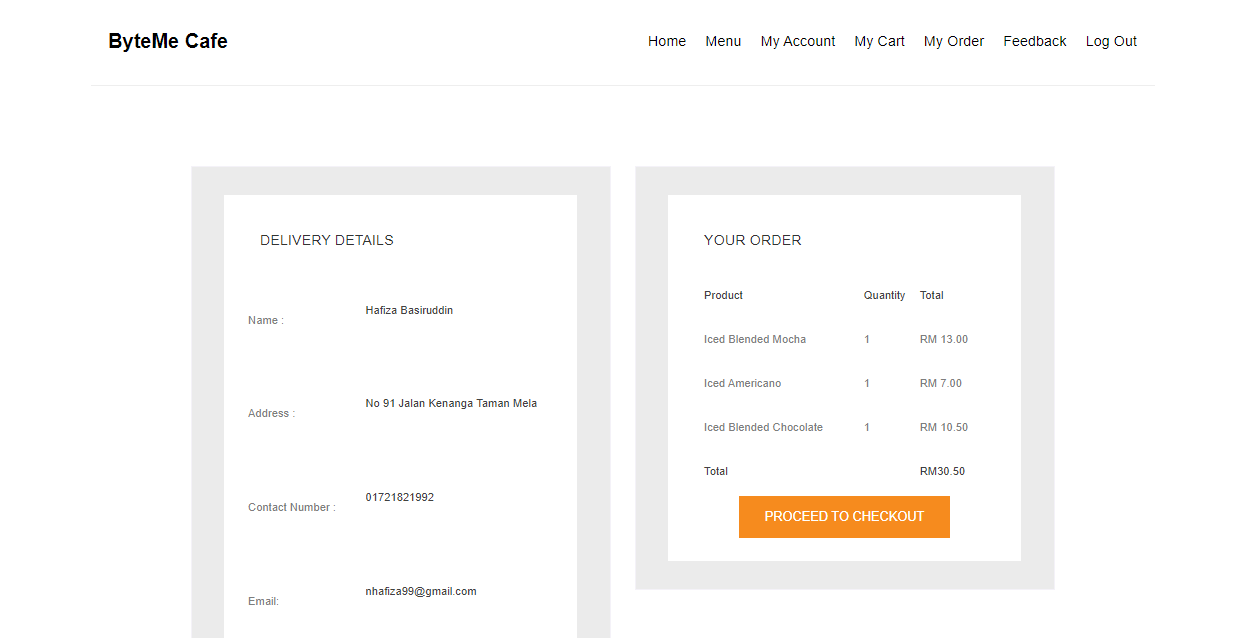 ByteMe Cafe
Home Menu My Account My Cart My Order Feedback Log Out
DELIVERY DETAILS
Name : Hafiza Basiruddin
Address : No 91 Jalan Kenanga Taman Mela
Contact Number : 01721821992
Email: nhafiza99@gmail.com
YOUR ORDER
Product Quantity Total
Iced Blended Mocha 1 RM 13.00
Iced Americano 1 RM 7.00
Iced Blended Chocolate 1 RM 10.50
Total RM30.50
PROCEED TO CHECKOUT